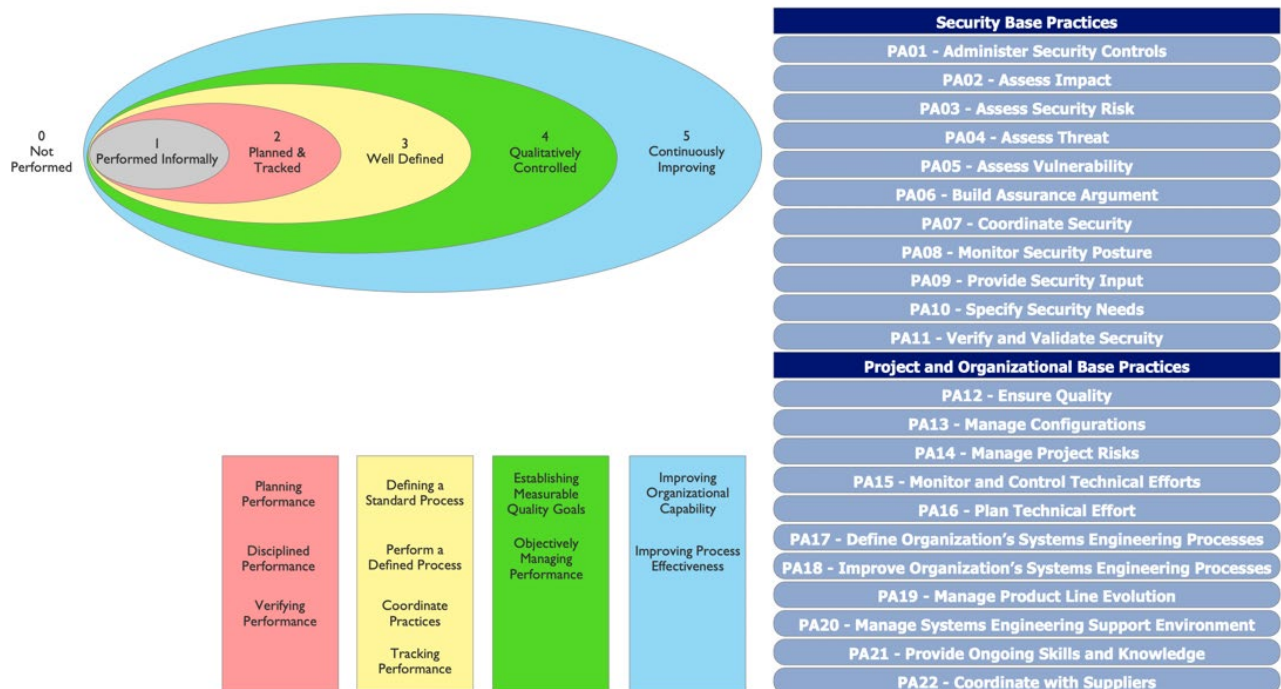 0
Not
Performed
1
Performed Informally
2
Planned &
Tracked
3
Well Defined
4
Qualitatively
Controlled
5
Continuously
Improving
Planning
Performance
Disciplined
Performance
Verifying
Performance
Defining a
Standard Process
Perform a
Defined Process
Coordinate
Practices
Tracking
Performance
Establishing
Measurable
Quality Goals
Objectively
Managing
Performance
Improving
Organizational
Capability
Improving Process
Effectiveness
Security Base Practices
PA01 - Administer Security Controls
PA02 - Assess Impact
PA03 - Assess Security Risk
PA04 - Assess Threat
PA05 - Assess Vulnerability
PA06 - Build Assurance Argument
PA07 - Coordinate Security
PA08 - Monitor Security Posture
PA09 - Provide Security Input
PA10 - Specify Security Needs
PA11 - Verify and Validate Secruity
Project and Organizational Base Practices
PA12 - Ensure Quality
PA13 - Manage Configurations
PA14 - Manage Project Risks
PA15 - Monitor and Control Technical Efforts
PA16 - Plan Technical Effort
PA17 - Define Organization's Systems Engineering Processes
PA18 - Improve Organization's Systems Engineering Processes
PA19 - Manage Product Line Evolution
PA20 - Manage Systems Engineering Support Environment
PA21 - Provide Ongoing Skills and Knowledge
PA22 - Coordinate with Suppliers